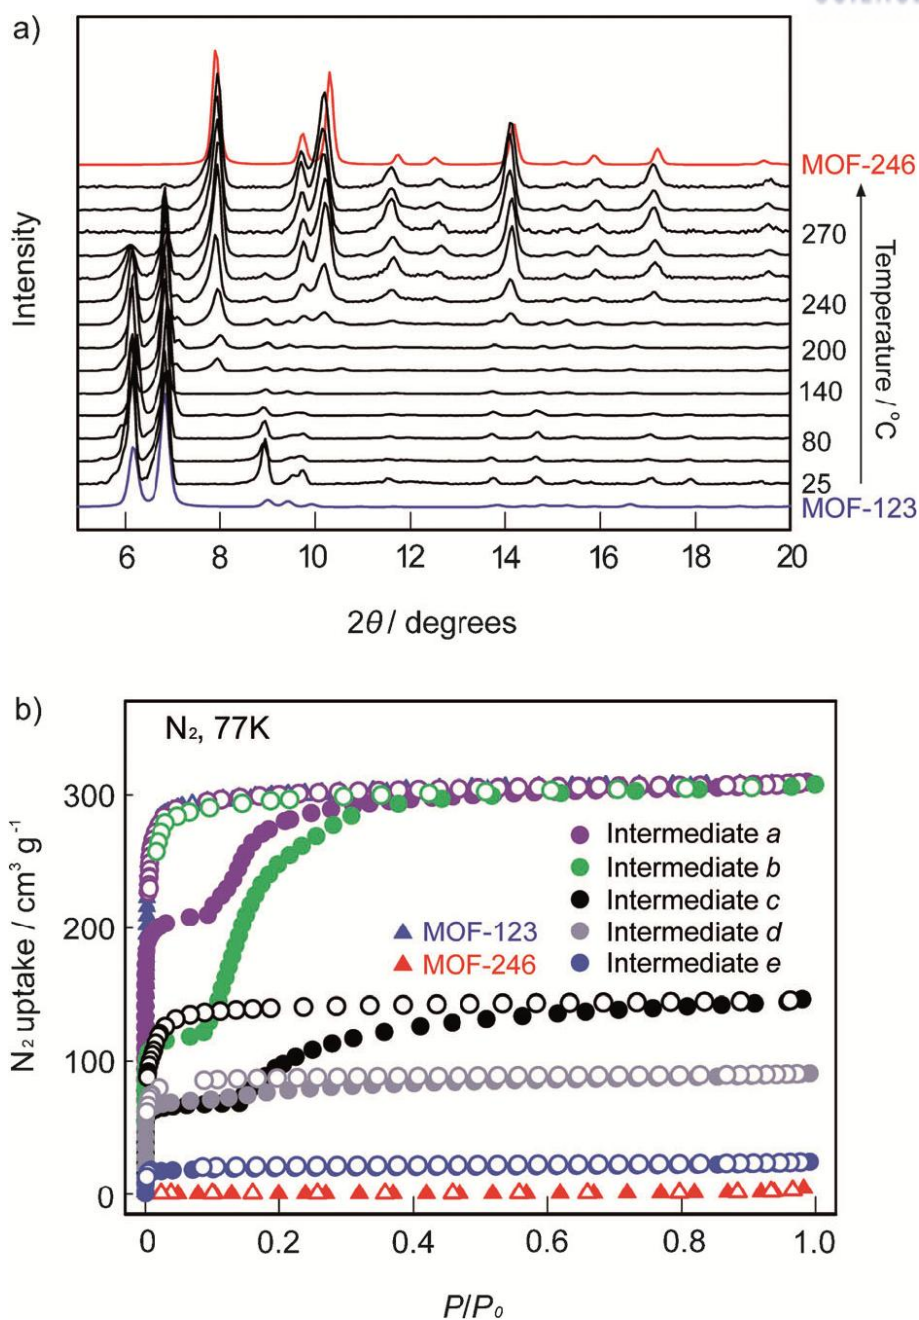 a)
Intensity
MOF-246
270
240
200
140
80
25
MOF-123
Temperature / °C
6 8 10 12 14 16 18 20
2θ / degrees
b)
N₂, 77K
N₂ uptake / cm³ g⁻¹
300
200
100
0
MOF-123
MOF-246
Intermediate a
Intermediate b
Intermediate c
Intermediate d
Intermediate e
0 0.2 0.4 0.6 0.8 1.0
P/P₀